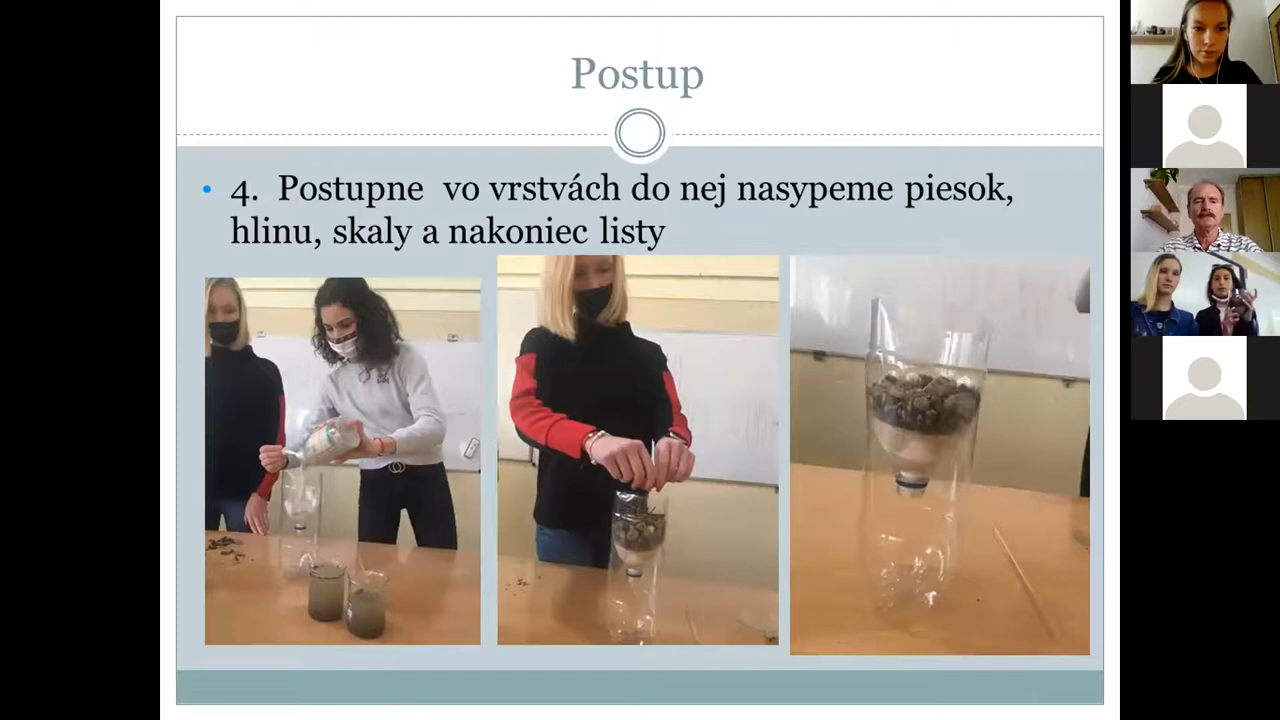 Postup
• 4. Postupne vo vrstvách do nej nasypeme piesok,
hlinu, skaly a nakoniec listy